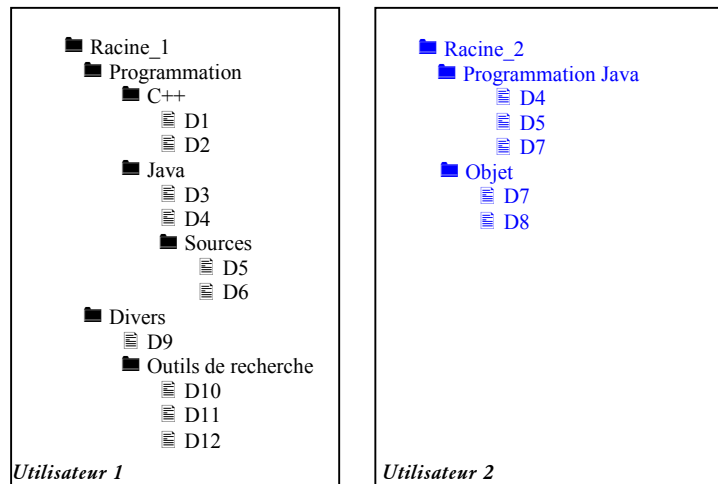 Racine_1
Programmation
C++
D1
D2
Java
D3
D4
Sources
D5
D6
Divers
D9
Outils de recherche
D10
D11
D12
Utilisateur 1
Racine_2
Programmation Java
D4
D5
D7
Objet
D7
D8
Utilisateur 2